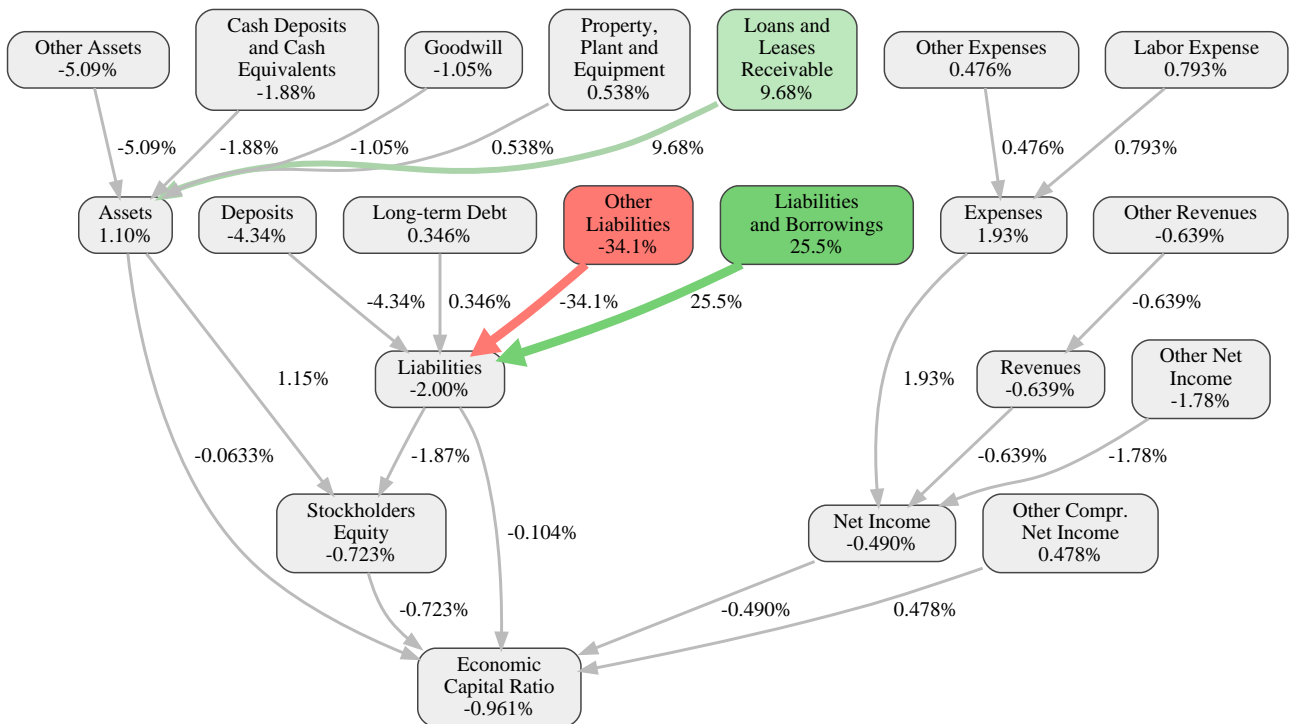 Other Assets
-5.09%
Cash Deposits
and Cash
Equivalents
-1.88%
Goodwill
-1.05%
Property,
Plant and
Equipment
0.538%
Loans and
Leases
Receivable
9.68%
Other Expenses
0.476%
Labor Expense
0.793%
-5.09%
-1.88%
-1.05%
0.538%
9.68%
0.476%
0.793%
Assets
1.10%
Deposits
-4.34%
Long-term Debt
0.346%
Other
Liabilities
-34.1%
Liabilities
and Borrowings
25.5%
Expenses
1.93%
Other Revenues
-0.639%
-4.34%
0.346%
-34.1%
25.5%
-0.639%
1.15%
Liabilities
-2.00%
1.93%
Revenues
-0.639%
Other Net
Income
-1.78%
-0.0633%
-1.87%
-0.639%
-1.78%
Stockholders
Equity
-0.723%
-0.104%
Net Income
-0.490%
Other Compr.
Net Income
0.478%
-0.723%
-0.490%
0.478%
Economic
Capital Ratio
-0.961%